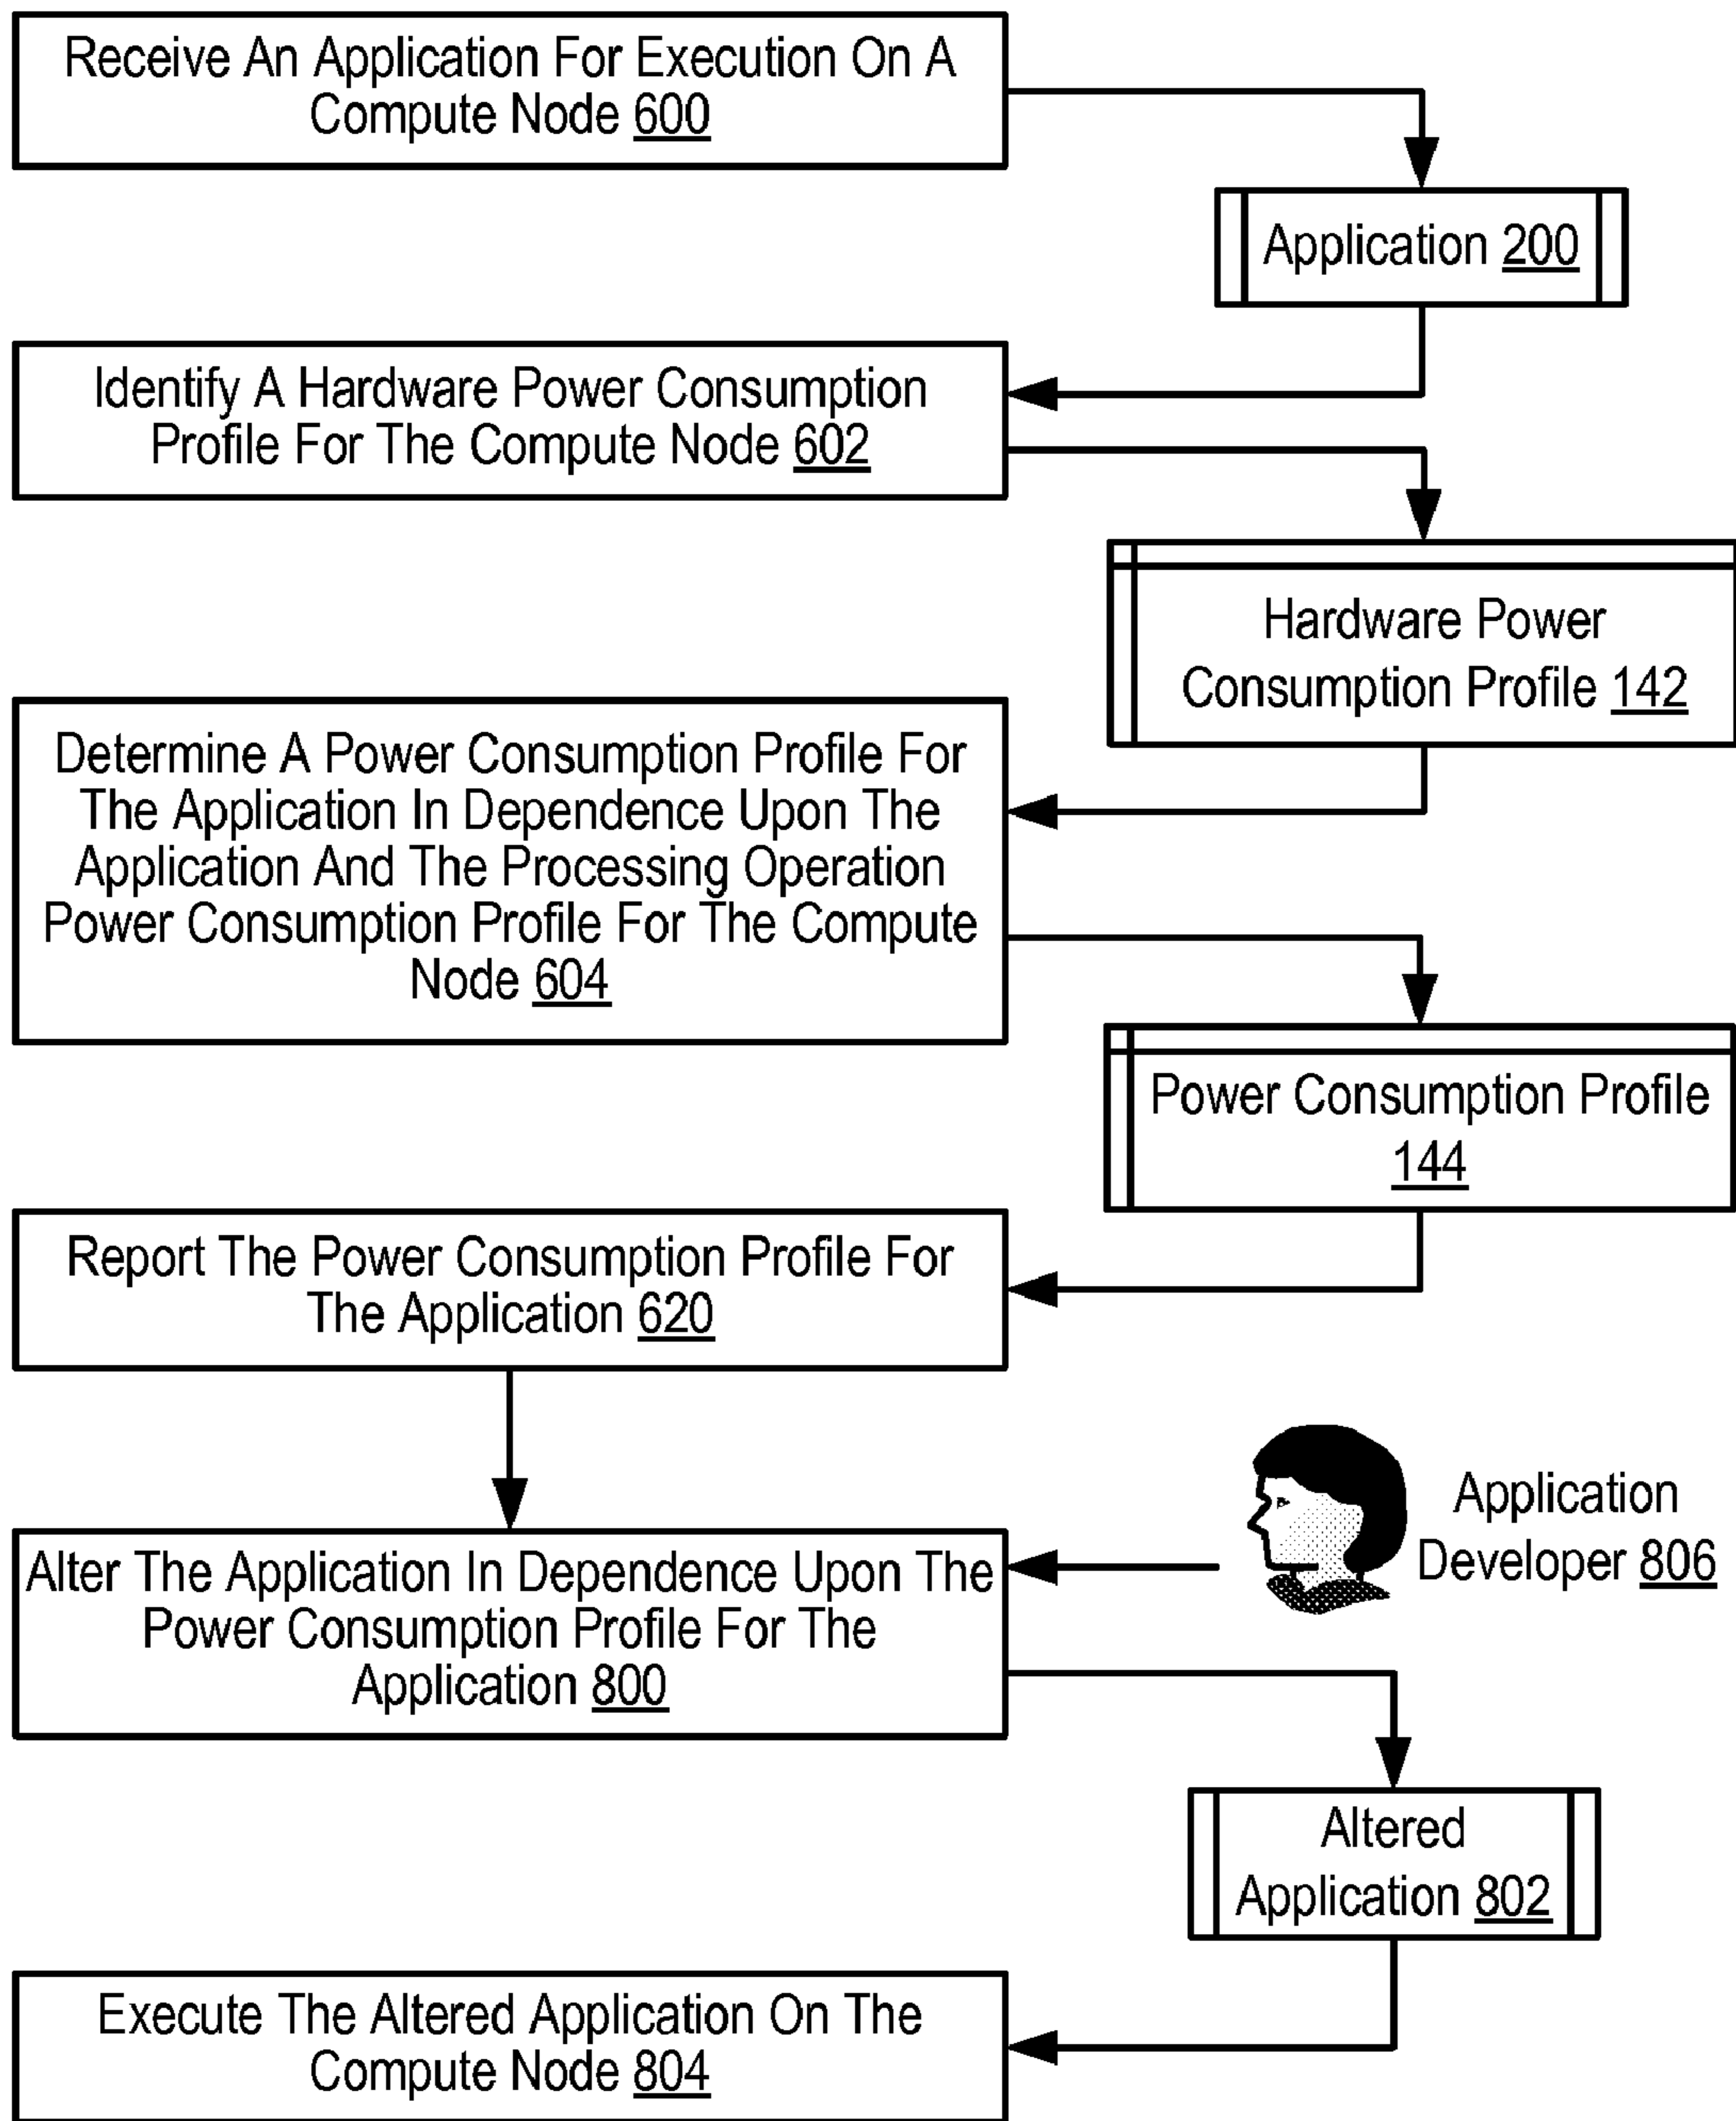 Receive An Application For Execution On A
Compute Node 600
Application 200
Identify A Hardware Power Consumption
Profile For The Compute Node 602
Hardware Power
Consumption Profile 142
Determine A Power Consumption Profile For
The Application In Dependence Upon The
Application And The Processing Operation
Power Consumption Profile For The Compute
Node 604
Power Consumption Profile
144
Report The Power Consumption Profile For
The Application 620
Application
Developer 806
Alter The Application In Dependence Upon The
Power Consumption Profile For The
Application 800
Altered
Application 802
Execute The Altered Application On The
Compute Node 804